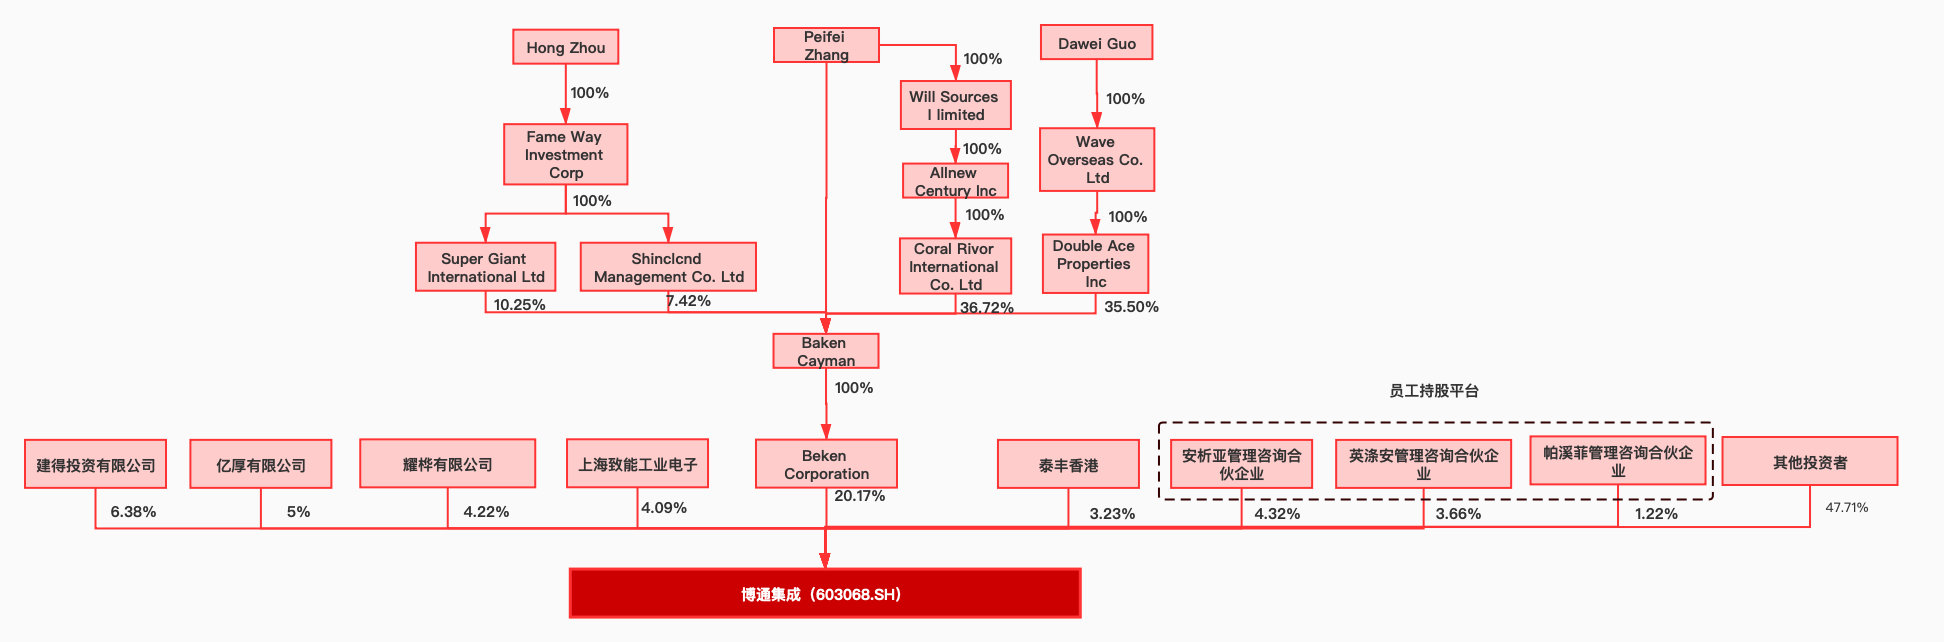 Hong Zhou
Peifei
Zhang
Dawei Guo
100%
100%
100%
Will Sources
I limited
Fame Way
Investment
Corp
100%
Wave
Overseas Co.
Ltd
Allnew
Century Inc
100%
100%
100%
Super Giant
International Ltd
Shinclcnd
Management Co. Ltd
Coral Rivor
International
Co. Ltd
Double Ace
Properties
Inc
10.25%
7.42%
36.72%
35.50%
Baken
Cayman
100%
员工持股平台
建得投资有限公司
亿厚有限公司
耀桦有限公司
上海致能工业电子
Beken
Corporation
泰丰香港
安析亚管理咨询合
伙企业
英涤安管理咨询合伙企
业
帕溪菲管理咨询合伙企
业
其他投资者
6.38%
5%
4.22%
4.09%
20.17%
3.23%
4.32%
3.66%
1.22%
47.71%
博通集成（603068.SH）